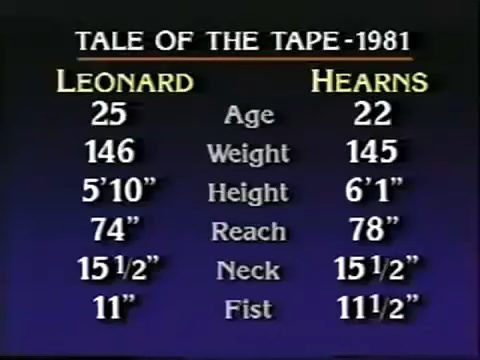 TALE OF THE TAPE-1981
LEONARD HEARNS
25 Age 22
146 Weight 145
5'10" Height 6'1"
74" Reach 78"
15 1/2" Neck 15 1/2"
11" Fist 11 1/2"